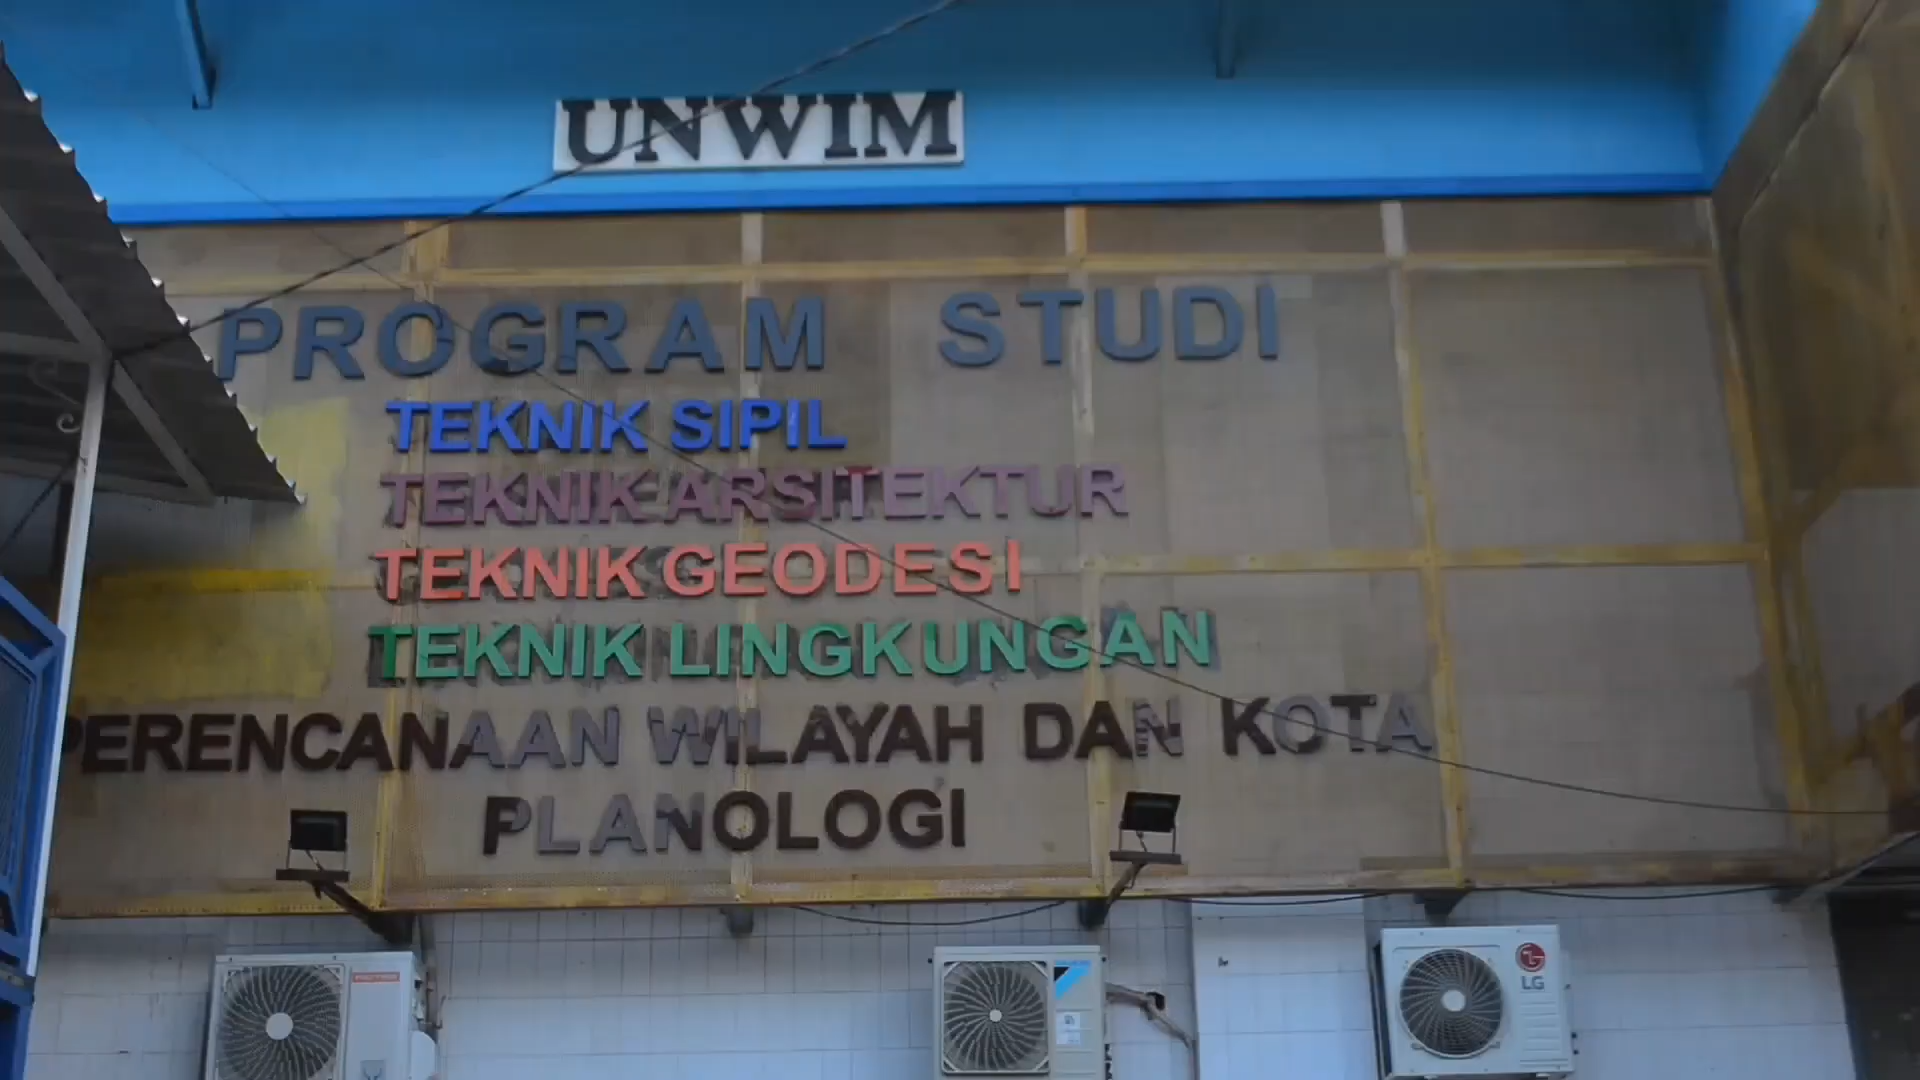 UNWIM
PROGRAM STUDI
TEKNIK SIPIL
TEKNIK ARSITEKTUR
TEKNIK GEODESI
TEKNIK LINGKUNGAN
PERENCANAAN WILAYAH DAN KOTA
PLANOLOGI
LG